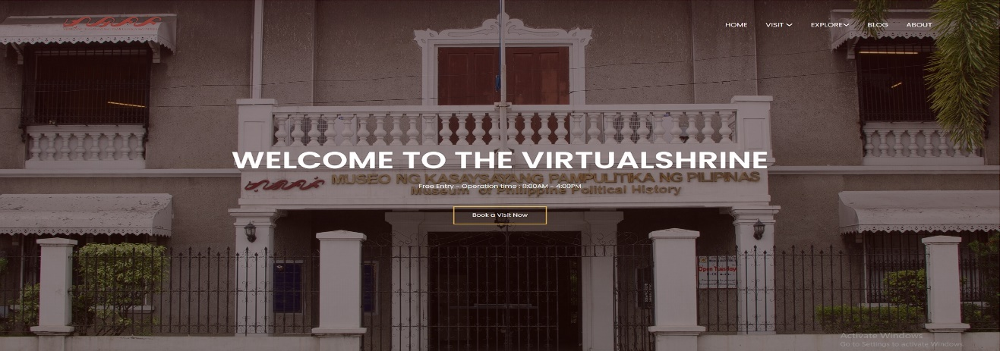 HOME VISIT EXPLORE BLOG ABOUT
WELCOME TO THE VIRTUALSHRINE
MUSEO NG KASAYSAYANG PAMPULITIKA NG PILIPINAS
Free Entry - Operation time : 8:00AM - 4:00PM
Museum of Philippine Political History
Book a Visit Now
Open Tuesday
Activate Windows
Go to Settings to activate Windows.